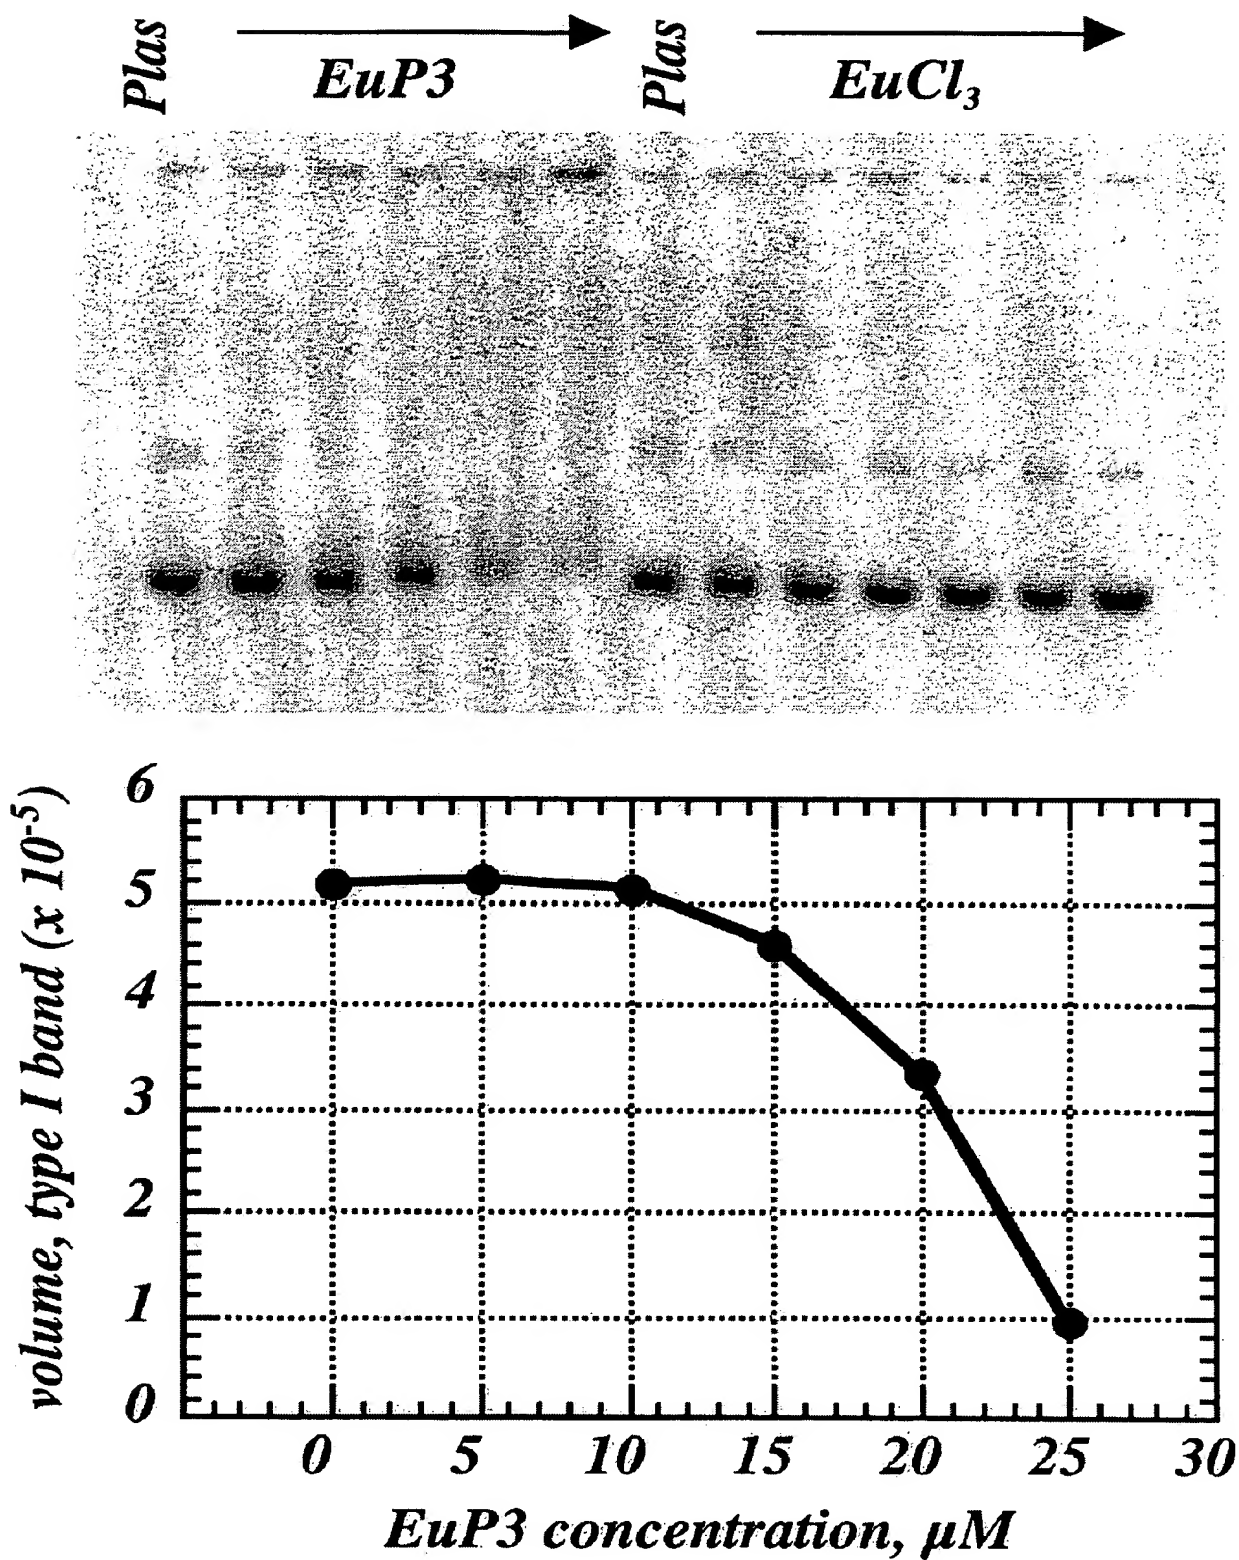 Plas
EuP3
Plas
EuCl₃
volume, type I band (x 10⁻⁵)
6
5
4
3
2
1
0
0 5 10 15 20 25 30
EuP3 concentration, µM